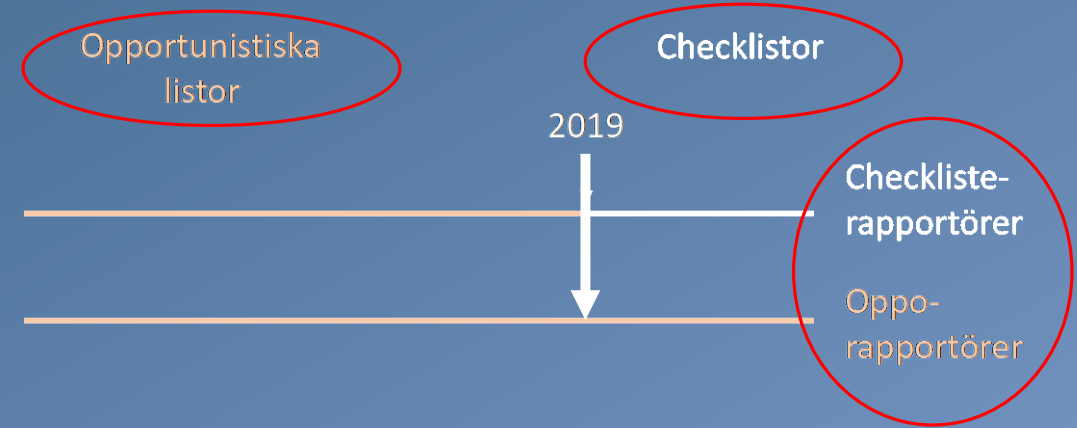 Opportunistiska
listor
Checklistor
2019
Checkliste-
rapportörer
Oppo-
rapportörer